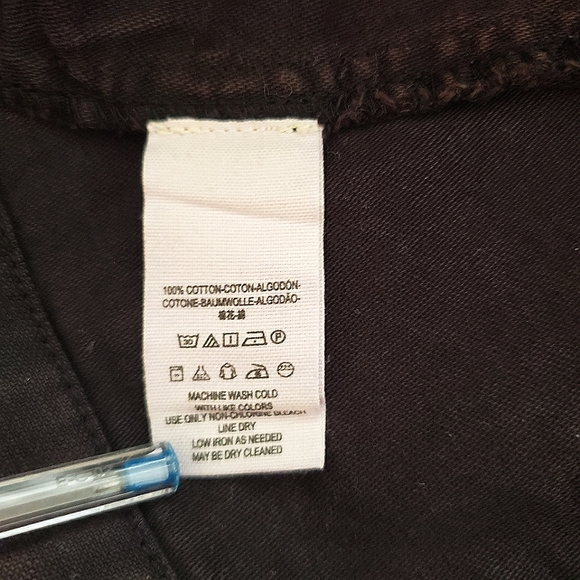 100% COTTON-COTON-ALGODÓN-
COTONE-BAUMWOLLE-ALGODÃO-
棉花-綿
30 P
MACHINE WASH COLD
WITH LIKE COLORS
USE ONLY NON-CHLORINE BLEACH
LINE DRY
LOW IRON AS NEEDED
MAY BE DRY CLEANED